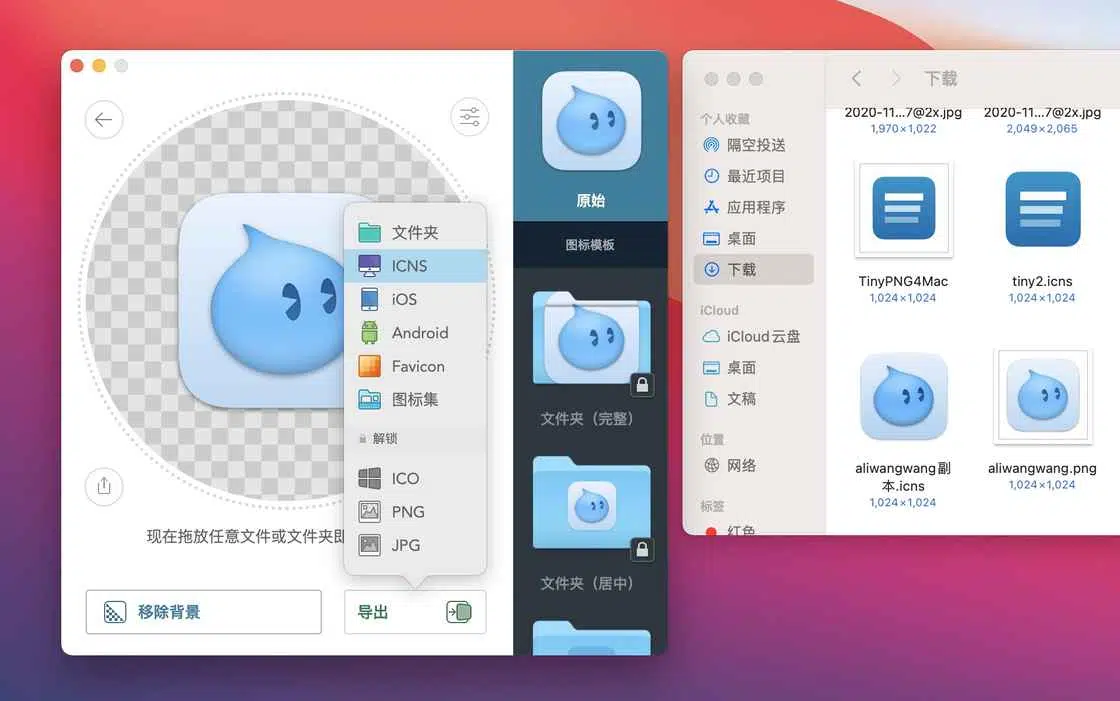 现在拖放任意文件或文件夹即
移除背景
导出
文件夹
ICNS
iOS
Android
Favicon
图标集
解锁
ICO
PNG
JPG
原始
图标模板
文件夹（完整）
文件夹（居中）
个人收藏
隔空投送
最近项目
应用程序
桌面
下载
iCloud
iCloud 云盘
桌面
文稿
位置
网络
标签
红色
下载
2020-11...7@2x.jpg
1,970×1,022
2020-11...7@2x.jpg
2,049×2,065
TinyPNG4Mac
1,024×1,024
tiny2.icns
1,024×1,024
aliwangwang副
本.icns
1,024×1,024
aliwangwang.png
1,024×1,024